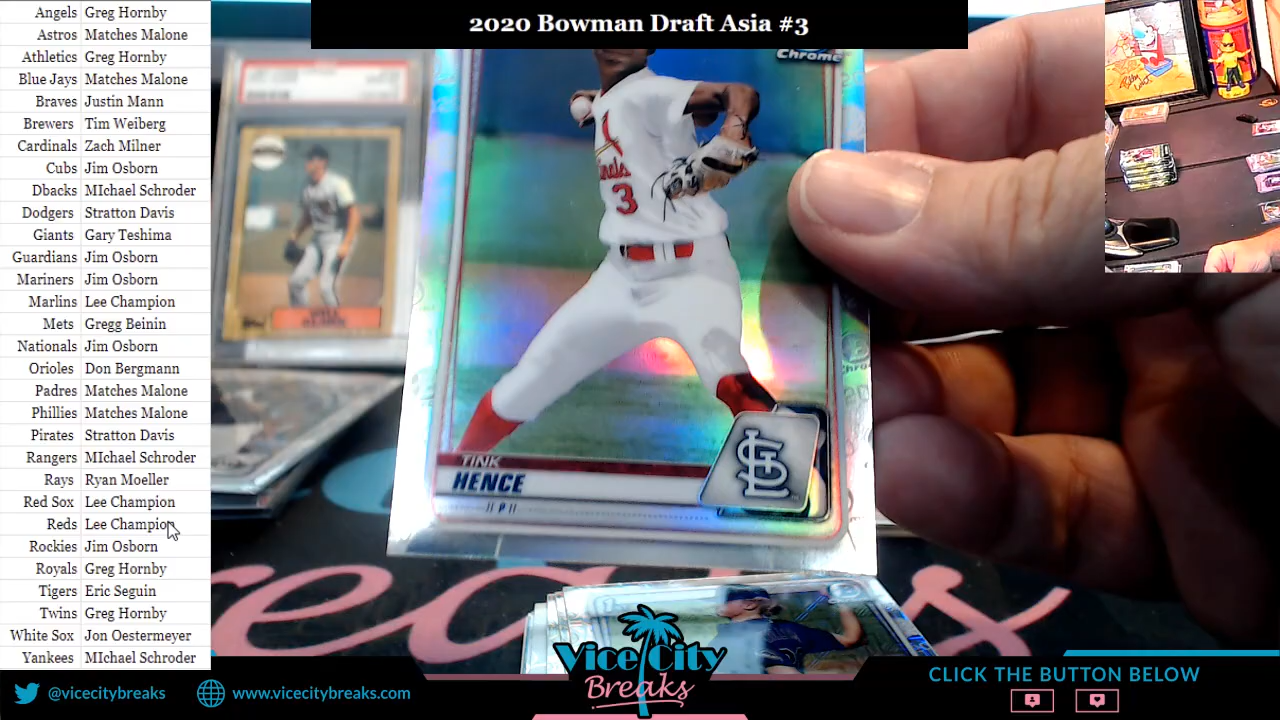 2020 Bowman Draft Asia #3
Angels Greg Hornby
Astros Matches Malone
Athletics Greg Hornby
Blue Jays Matches Malone
Braves Justin Mann
Brewers Tim Weiberg
Cardinals Zach Milner
Cubs Jim Osborn
Dbacks MIchael Schroder
Dodgers Stratton Davis
Giants Gary Teshima
Guardians Jim Osborn
Mariners Jim Osborn
Marlins Lee Champion
Mets Gregg Beinin
Nationals Jim Osborn
Orioles Don Bergmann
Padres Matches Malone
Phillies Matches Malone
Pirates Stratton Davis
Rangers MIchael Schroder
Rays Ryan Moeller
Red Sox Lee Champion
Reds Lee Champion
Rockies Jim Osborn
Royals Greg Hornby
Tigers Eric Seguin
Twins Greg Hornby
White Sox Jon Oestermeyer
Yankees MIchael Schroder
Chrome
3
TINK
HENCE
P
STL
Vice City
Breaks
@vicecitybreaks
www.vicecitybreaks.com
CLICK THE BUTTON BELOW